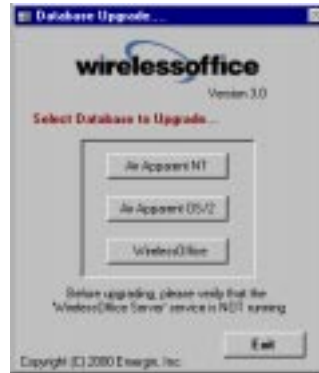 Database Upgrade...
wirelessoffice
Version 3.0
Select Database to Upgrade...
Air Apparent NT
Air Apparent OS/2
WirelessOffice
Before upgrading, please verify that the
'WirelessOffice Server' service is NOT running
Exit
Copyright (C) 2000 Emergin, Inc.